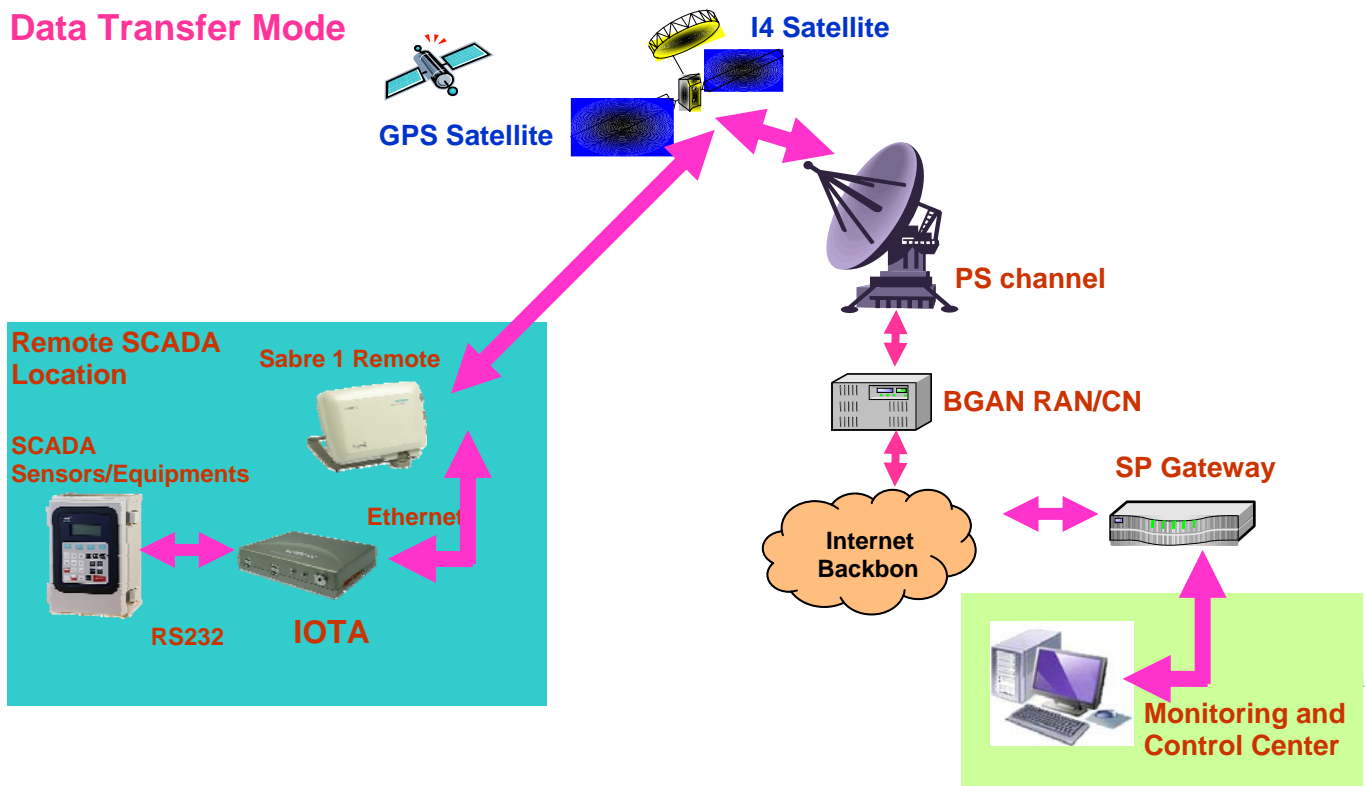 Data Transfer Mode
I4 Satellite
GPS Satellite
PS channel
Remote SCADA
Location
Sabre 1 Remote
BGAN RAN/CN
SCADA
Sensors/Equipments
SP Gateway
Ethernet
Internet
Backbon
RS232
IOTA
Monitoring and
Control Center